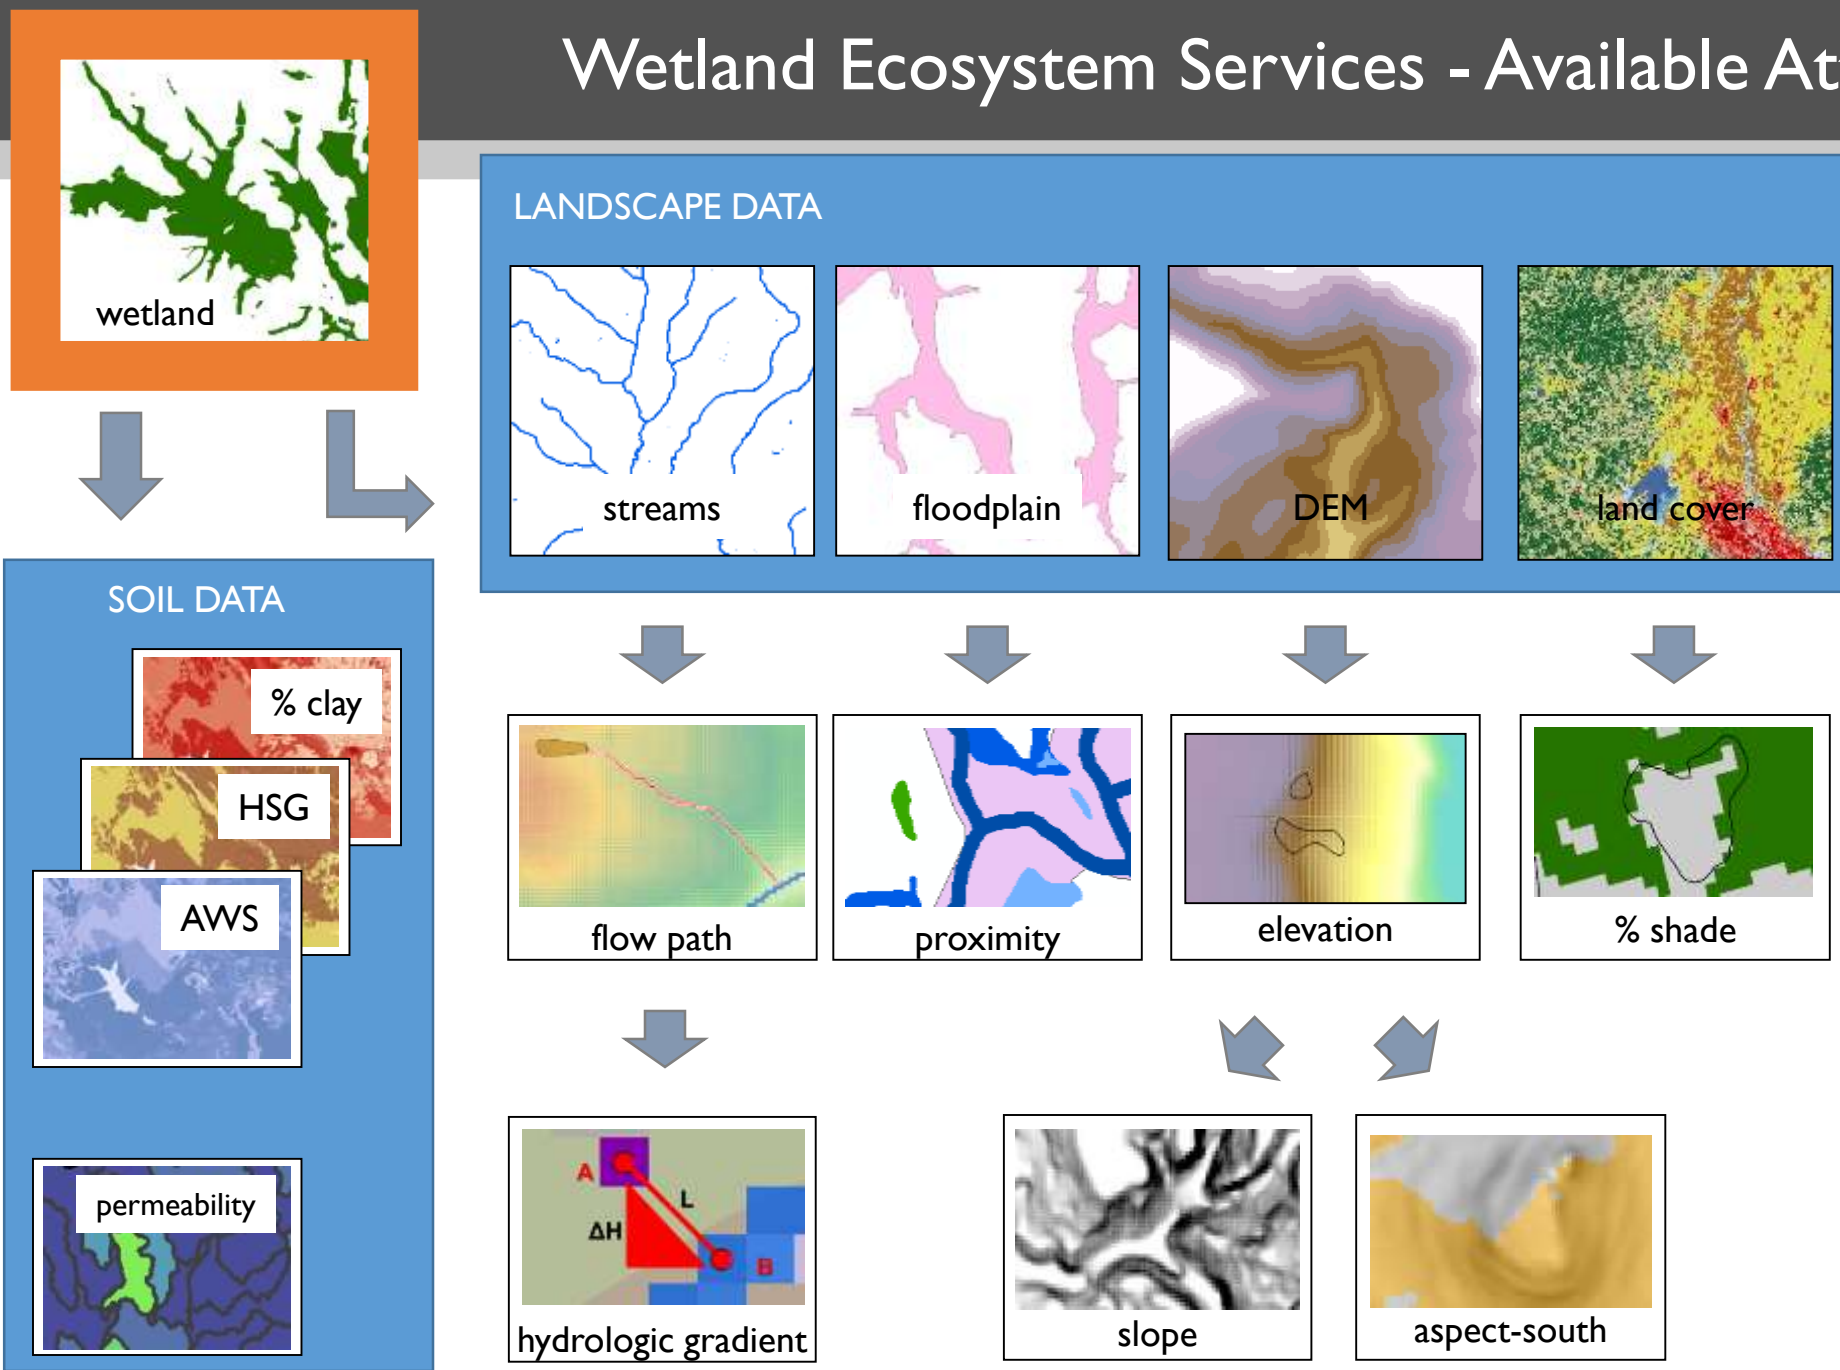 Wetland Ecosystem Services - Available
wetland
LANDSCAPE DATA
streams
floodplain
DEM
land cover
SOIL DATA
% clay
HSG
AWS
permeability
flow path
proximity
elevation
% shade
A
L
ΔH
B
hydrologic gradient
slope
aspect-south